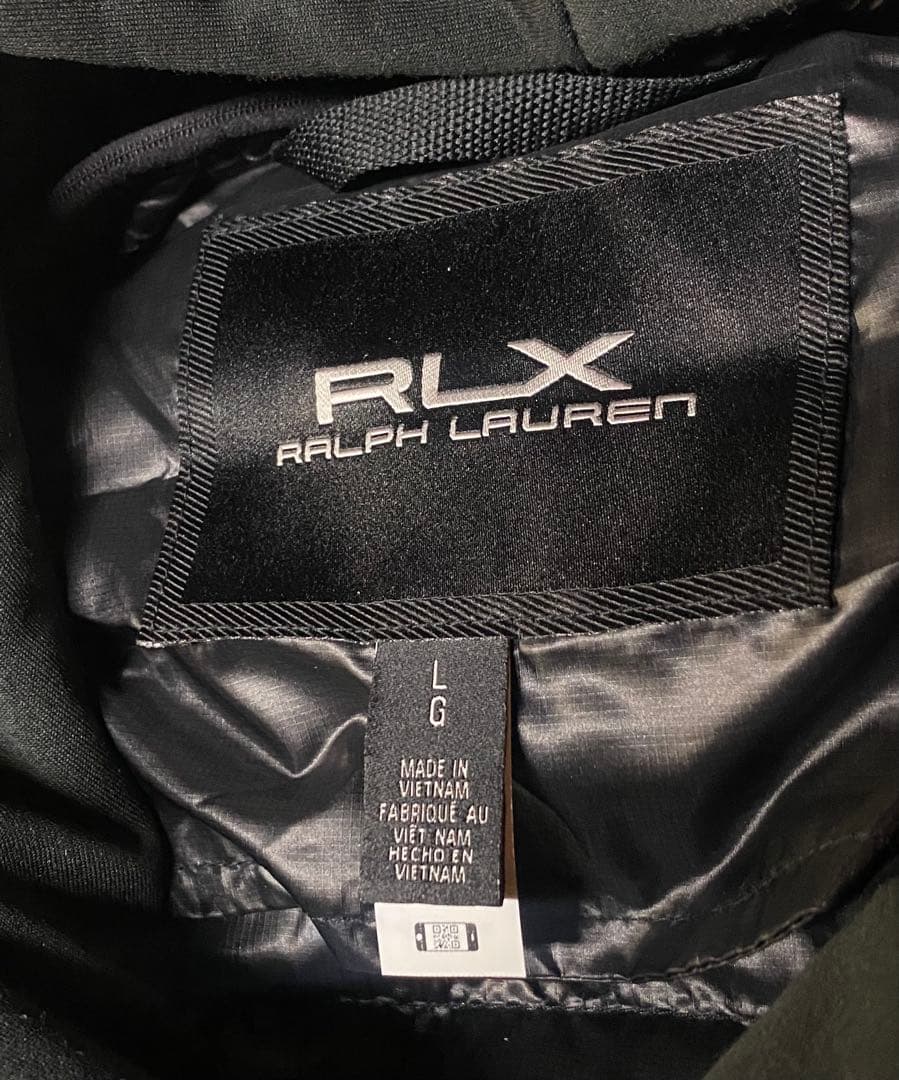 RLX
RALPH LAUREN
L
G
MADE IN
VIETNAM
FABRIQUÉ AU
VIÊT NAM
HECHO EN
VIETNAM